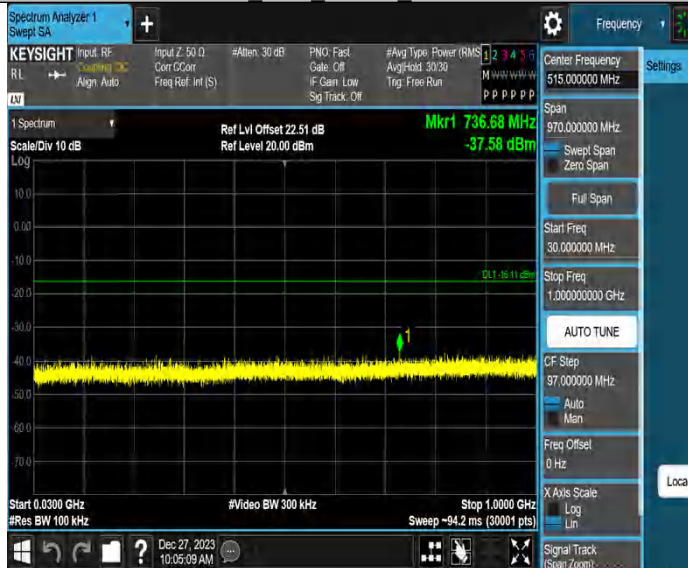 Spectrum Analyzer 1
Swept SA
Frequency
KEYSIGHT
RL
Input: RF
Coupling: DC
Align: Auto
Input Z: 50 Ω
Corr CCorr
Freq Ref: Int (S)
#Atten: 30 dB
PNO: Fast
Gate: Off
IF Gain: Low
Sig Track: Off
#Avg Type: Power (RMS
Avg|Hold: 30/30
Trig: Free Run
1 2 3 4 5 6
M W W W W W
P P P P P P
LXI
Settings
1 Spectrum
Scale/Div 10 dB
Log
Ref Lvl Offset 22.51 dB
Ref Level 20.00 dBm
Mkr1 736.68 MHz
-37.58 dBm
10.0
0.00
-10.0
-20.0
-30.0
-40.0
-50.0
-60.0
-70.0
DL1 -16.11 dBm
1
Start 0.0300 GHz
#Res BW 100 kHz
#Video BW 300 kHz
Stop 1.0000 GHz
Sweep ~94.2 ms (30001 pts)
Dec 27, 2023
10:05:09 AM
Center Frequency
515.000000 MHz
Span
970.000000 MHz
Swept Span
Zero Span
Full Span
Start Freq
30.000000 MHz
Stop Freq
1.000000000 GHz
AUTO TUNE
CF Step
97.000000 MHz
Auto
Man
Freq Offset
0 Hz
X Axis Scale
Log
Lin
Signal Track
(Span Zoom)
Loca